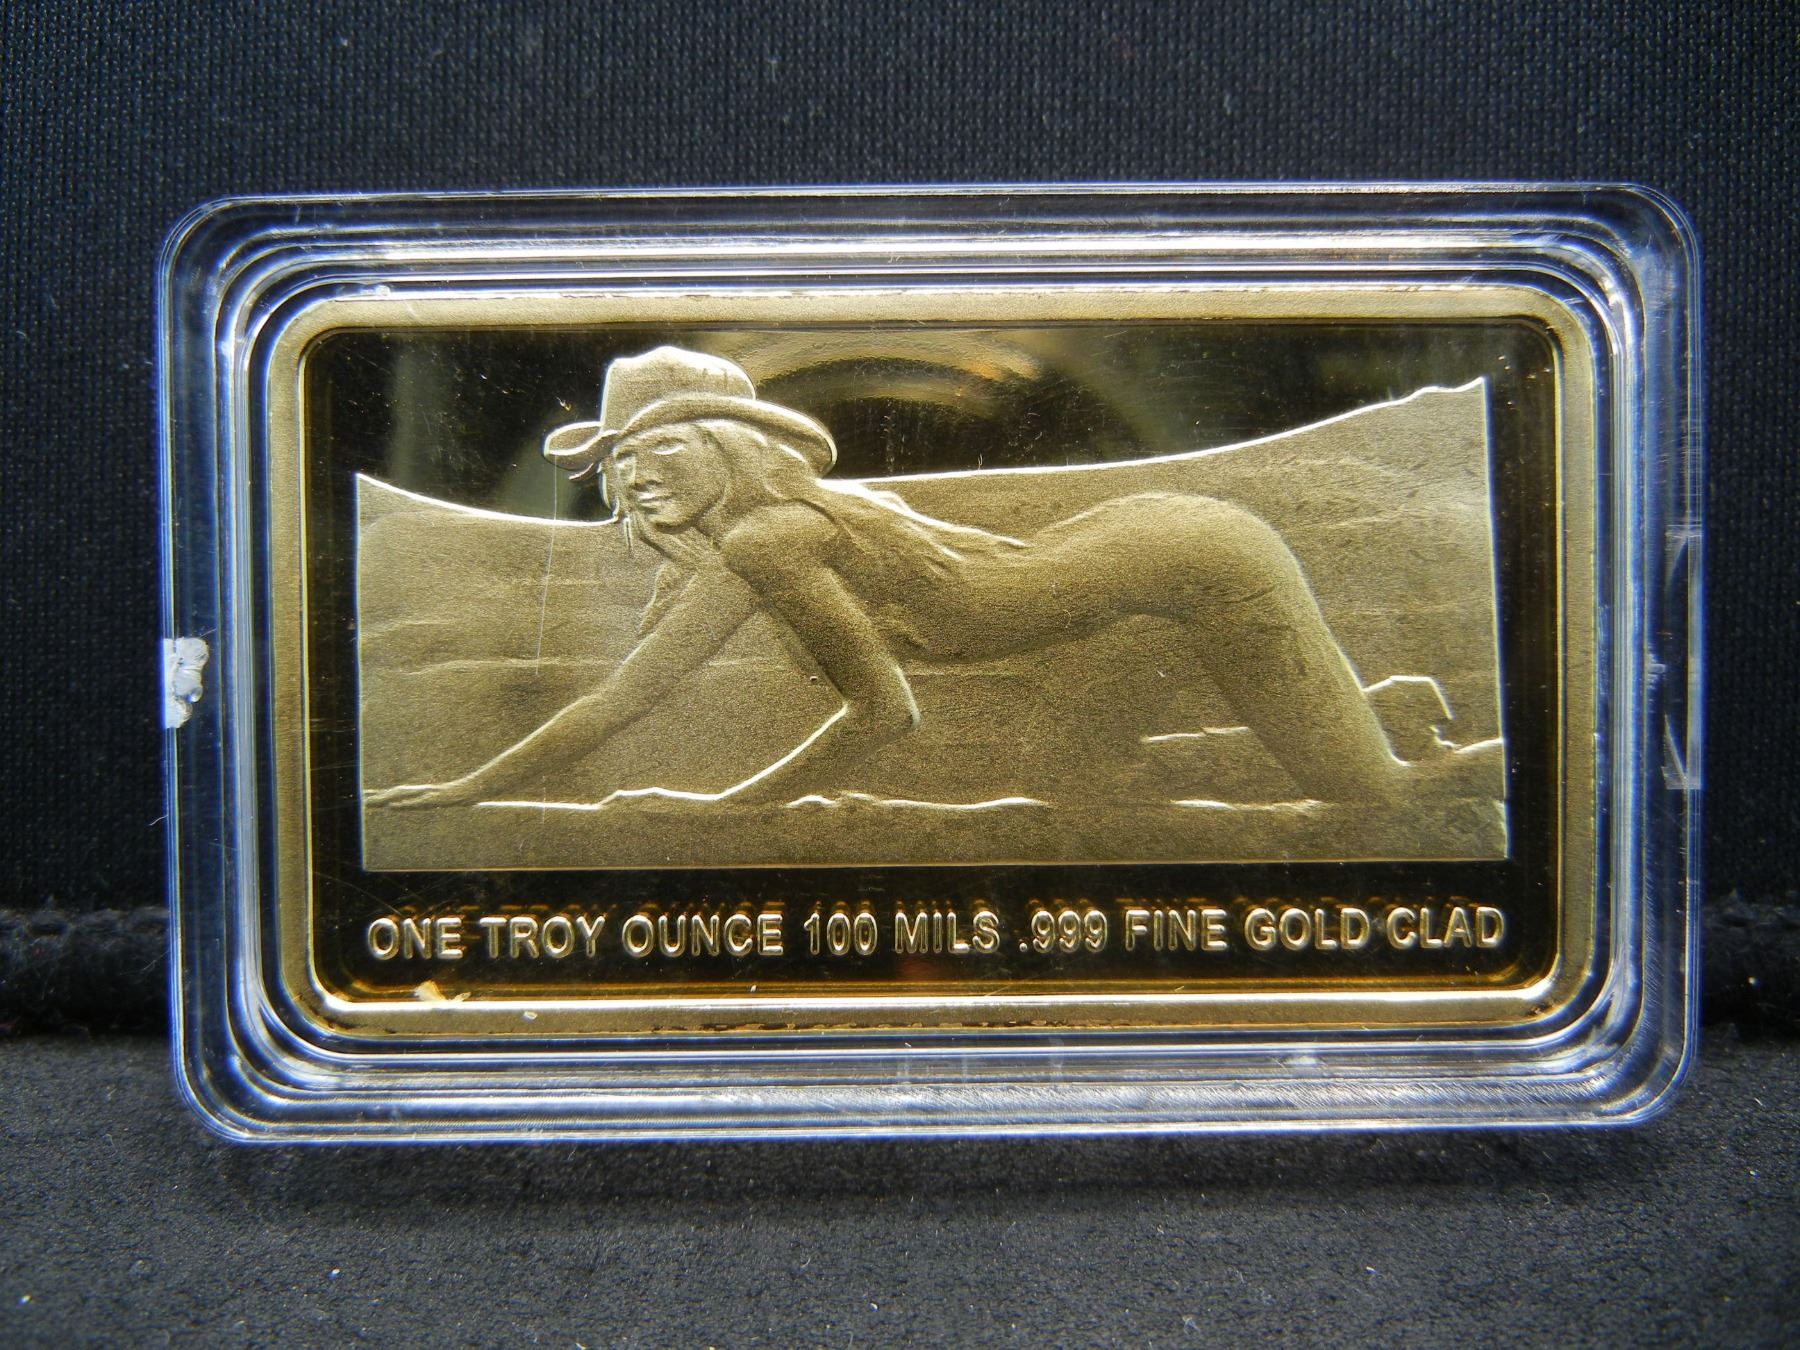 ONE TROY OUNCE 100 MILS .999 FINE GOLD CLAD